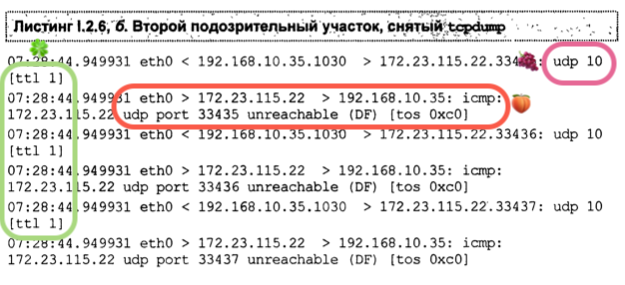 Листинг I.2.6, б. Второй подозрительный участок, снятый tcpdump
07:28:44.949931 eth0 < 192.168.10.35.1030 > 172.23.115.22.334 udp 10
[ttl 1]
07:28:44.949931 eth0 > 172.23.115.22 > 192.168.10.35: icmp:
172.23.115.22 udp port 33435 unreachable (DF) [tos 0xc0]
07:28:44.949931 eth0 < 192.168.10.35.1030 > 172.23.115.22.33436: udp 10
[ttl 1]
07:28:44.949931 eth0 > 172.23.115.22 > 192.168.10.35: icmp:
172.23.115.22 udp port 33436 unreachable (DF) [tos 0xc0]
07:28:44.949931 eth0 < 192.168.10.35.1030 > 172.23.115.22.33437: udp 10
[ttl 1]
07:28:44.949931 eth0 > 172.23.115.22 > 192.168.10.35: icmp:
172.23.115.22 udp port 33437 unreachable (DF) [tos 0xc0]